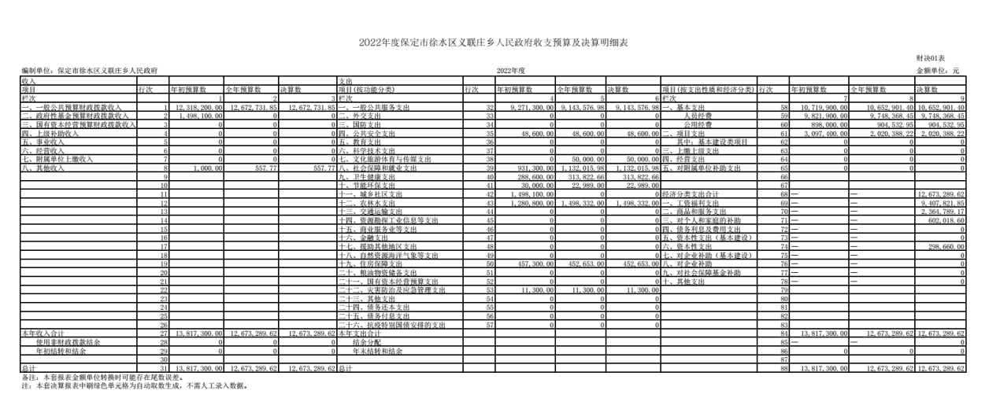 2022年度保定市徐水区义联庄乡人民政府收支预算及决算明细表
财决01表
编制单位：保定市徐水区义联庄乡人民政府 2022年度 金额单位：元
收入 支出
项目 行次 年初预算数 全年预算数 决算数 项目(按功能分类) 行次 年初预算数 全年预算数 决算数 项目(按支出性质和经济分类) 行次 年初预算数 全年预算数 决算数
栏次 1 2 3 栏次 4 5 6 栏次 7 8 9
一、一般公共预算财政拨款收入 1 12,318,200.00 12,672,731.85 12,672,731.85 一、一般公共服务支出 32 9,271,300.00 9,143,576.98 9,143,576.98 一、基本支出 58 10,719,900.00 10,652,901.40 10,652,901.40
二、政府性基金预算财政拨款收入 2 1,498,100.00 0 0 二、外交支出 33 0 0 0 人员经费 59 9,821,900.00 9,748,368.45 9,748,368.45
三、国有资本经营预算财政拨款收入 3 0 0 0 三、国防支出 34 0 0 0 公用经费 60 898,000.00 904,532.95 904,532.95
四、上级补助收入 4 0 0 0 四、公共安全支出 35 48,600.00 48,600.00 48,600.00 二、项目支出 61 3,097,400.00 2,020,388.22 2,020,388.22
五、事业收入 5 0 0 0 五、教育支出 36 0 0 0 其中：基本建设类项目 62 0 0 0
六、经营收入 6 0 0 0 六、科学技术支出 37 0 0 0 三、上缴上级支出 63 0 0 0
七、附属单位上缴收入 7 0 0 0 七、文化旅游体育与传媒支出 38 0 50,000.00 50,000.00 四、经营支出 64 0 0 0
八、其他收入 8 1,000.00 557.77 557.77 八、社会保障和就业支出 39 931,300.00 1,132,015.98 1,132,015.98 五、对附属单位补助支出 65 0 0 0
9 九、卫生健康支出 40 288,600.00 313,822.66 313,822.66 66
10 十、节能环保支出 41 30,000.00 22,989.00 22,989.00 67
11 十一、城乡社区支出 42 1,498,100.00 0 0 经济分类支出合计 68 — — 12,673,289.62
12 十二、农林水支出 43 1,280,800.00 1,498,332.00 1,498,332.00 一、工资福利支出 69 — — 9,407,821.85
13 十三、交通运输支出 44 0 0 0 二、商品和服务支出 70 — — 2,364,789.17
14 十四、资源勘探工业信息等支出 45 0 0 0 三、对个人和家庭的补助 71 — — 602,018.60
15 十五、商业服务业等支出 46 0 0 0 四、债务利息及费用支出 72 — — 0
16 十六、金融支出 47 0 0 0 五、资本性支出（基本建设） 73 — — 0
17 十七、援助其他地区支出 48 0 0 0 六、资本性支出 74 — — 298,660.00
18 十八、自然资源海洋气象等支出 49 0 0 0 七、对企业补助（基本建设） 75 — — 0
19 十九、住房保障支出 50 457,300.00 452,653.00 452,653.00 八、对企业补助 76 — — 0
20 二十、粮油物资储备支出 51 0 0 0 九、对社会保障基金补助 77 — — 0
21 二十一、国有资本经营预算支出 52 0 0 0 十、其他支出 78 — — 0
22 二十二、灾害防治及应急管理支出 53 11,300.00 11,300.00 11,300.00 79
23 二十三、其他支出 54 0 0 0 80
24 二十四、债务还本支出 55 0 0 0 81
25 二十五、债务付息支出 56 0 0 0 82
26 二十六、抗疫特别国债安排的支出 57 0 0 0 83
本年收入合计 27 13,817,300.00 12,673,289.62 12,673,289.62 本年支出合计 84 13,817,300.00 12,673,289.62 12,673,289.62
使用非财政拨款结余 28 0 0 0 结余分配 85 — — 0
年初结转和结余 29 0 0 0 年末结转和结余 86 0 0 0
30 87
总计 31 13,817,300.00 12,673,289.62 12,673,289.62 总计 88 13,817,300.00 12,673,289.62 12,673,289.62
备注：本套报表金额单位转换时可能存在尾数误差。
注：本套决算报表中刷绿色单元格为自动取数生成，不需人工录入数据。